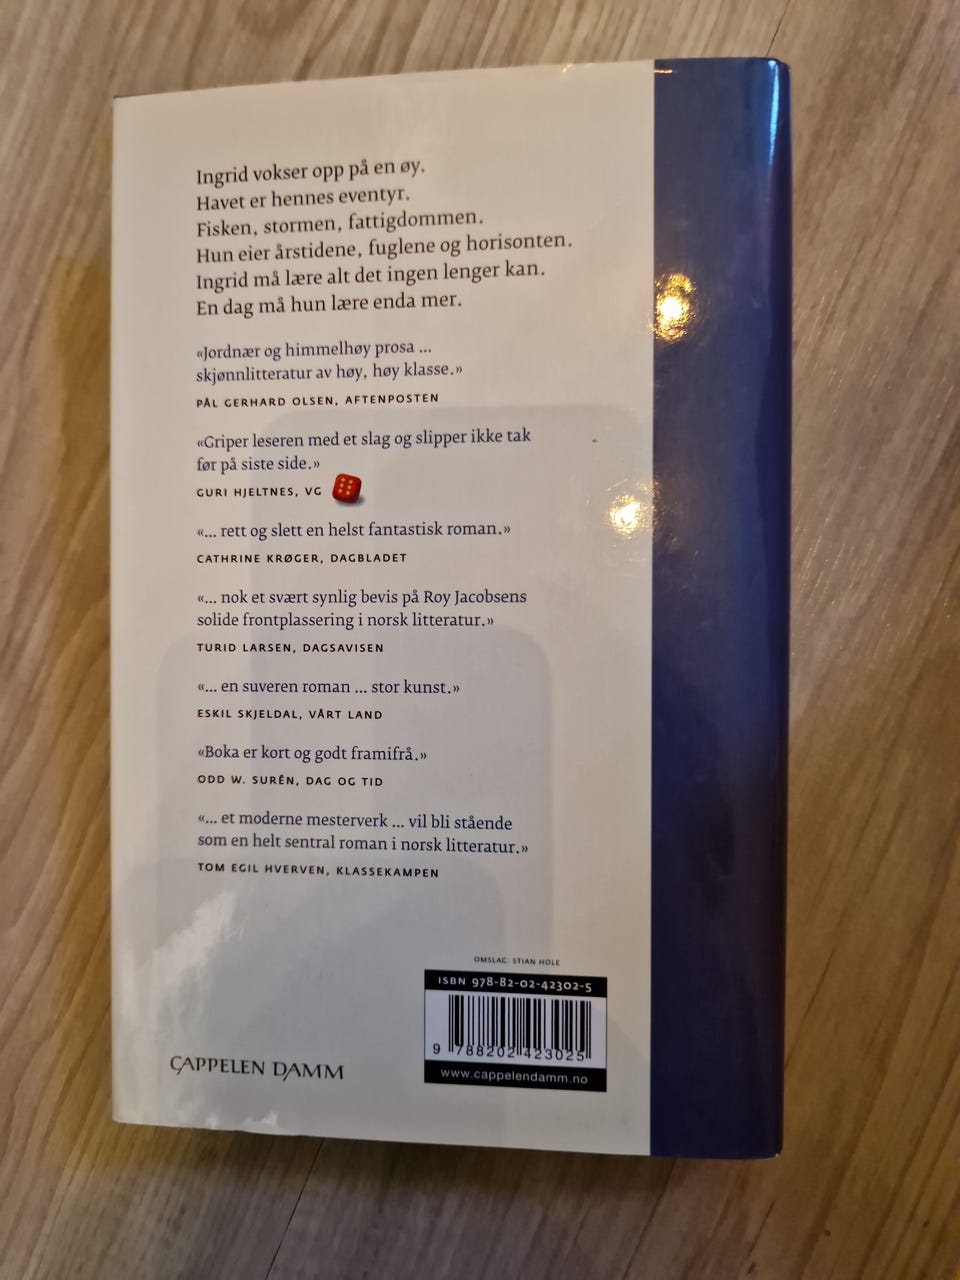 Ingrid vokser opp på en øy.
Havet er hennes eventyr.
Fisken, stormen, fattigdommen.
Hun eier årstidene, fuglene og horisonten.
Ingrid må lære alt det ingen lenger kan.
En dag må hun lære enda mer.
«Jordnær og himmelhøy prosa ...
skjønnlitteratur av høy, høy klasse.»
PÅL GERHARD OLSEN, AFTENPOSTEN
«Griper leseren med et slag og slipper ikke tak
før på siste side.»
GURI HJELTNES, VG
«... rett og slett en helst fantastisk roman.»
CATHRINE KRØGER, DAGBLADET
«... nok et svært synlig bevis på Roy Jacobsens
solide frontplassering i norsk litteratur.»
TURID LARSEN, DAGSAVISEN
«... en suveren roman ... stor kunst.»
ESKIL SKJELDAL, VÅRT LAND
«Boka er kort og godt framifrå.»
ODD W. SURÉN, DAG OG TID
«... et moderne mesterverk ... vil bli stående
som en helt sentral roman i norsk litteratur.»
TOM EGIL HVERVEN, KLASSEKAMPEN
OMSLAG: STIAN HOLE
ISBN 978-82-02-42302-5
9 788202 423025
www.cappelendamm.no
CAPPELEN DAMM